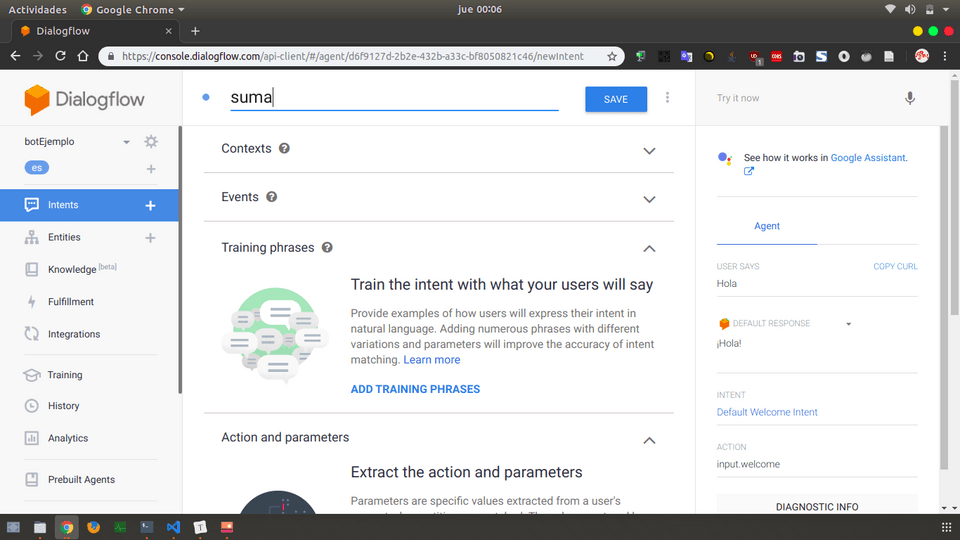 Actividades
Google Chrome
jue 00:06
Dialogflow
https://console.dialogflow.com/api-client/#/agent/d6f9127d-2b2e-432b-a33c-bf8050821c46/newIntent
Dialogflow
suma
SAVE
Try it now
botEjemplo
es
Intents
Entities
Knowledge [beta]
Fulfillment
Integrations
Training
History
Analytics
Prebuilt Agents
Contexts
Events
Training phrases
Train the intent with what your users will say
Provide examples of how users will express their intent in
natural language. Adding numerous phrases with different
variations and parameters will improve the accuracy of intent
matching. Learn more
ADD TRAINING PHRASES
Action and parameters
Extract the action and parameters
Parameters are specific values extracted from a user's
See how it works in Google Assistant.
Agent
USER SAYS
COPY CURL
Hola
DEFAULT RESPONSE
¡Hola!
INTENT
Default Welcome Intent
ACTION
input.welcome
DIAGNOSTIC INFO